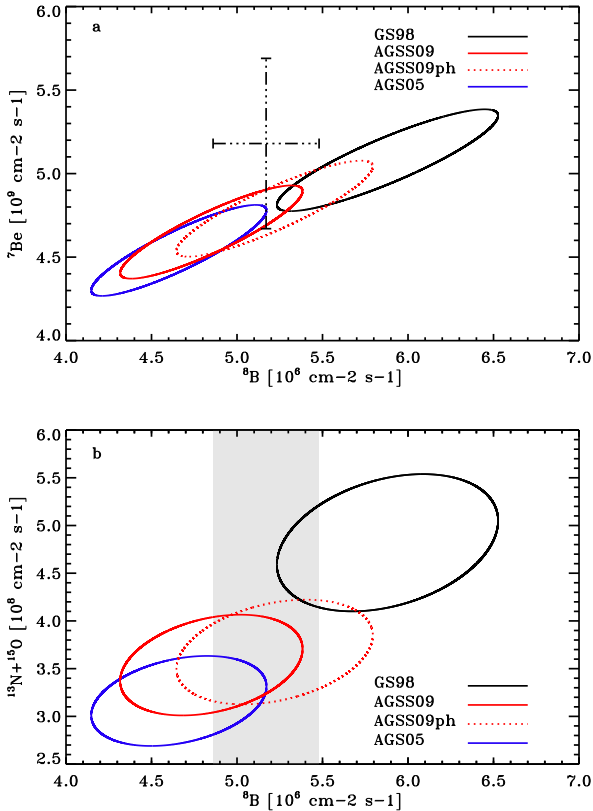 a
GS98
AGSS09
AGSS09ph
AGS05
6.0
5.5
5.0
4.5
4.0
⁷Be [10⁹ cm-2 s-1]
4.0 4.5 5.0 5.5 6.0 6.5 7.0
⁸B [10⁶ cm-2 s-1]
b
6.0
5.5
5.0
4.5
4.0
3.5
3.0
2.5
¹³N+¹⁵O [10⁸ cm-2 s-1]
GS98
AGSS09
AGSS09ph
AGS05
4.0 4.5 5.0 5.5 6.0 6.5 7.0
⁸B [10⁶ cm-2 s-1]